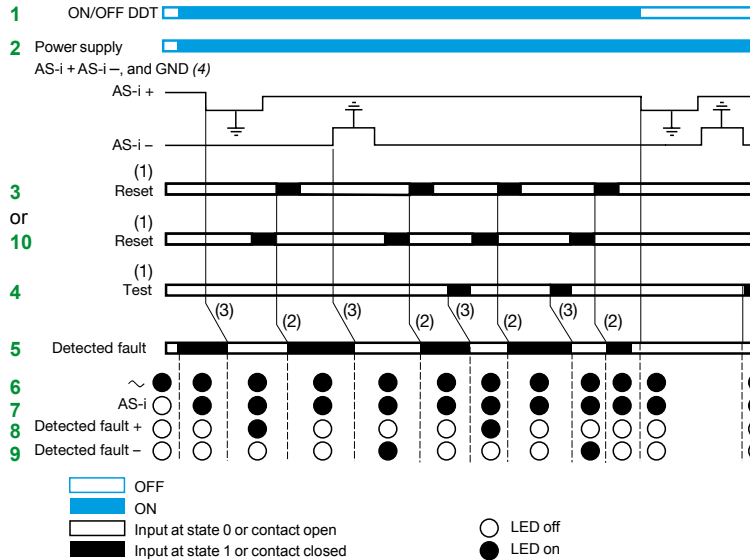 1 ON/OFF DDT
2 Power supply
AS-i + AS-i –, and GND (4)
AS-i +
AS-i –
(1)
3 Reset
or
(1)
10 Reset
(1)
4 Test
(3) (2) (3) (2) (3) (2) (3) (2)
5 Detected fault
6 ~
7 AS-i
8 Detected fault +
9 Detected fault –
OFF
ON
Input at state 0 or contact open
Input at state 1 or contact closed
LED off
LED on